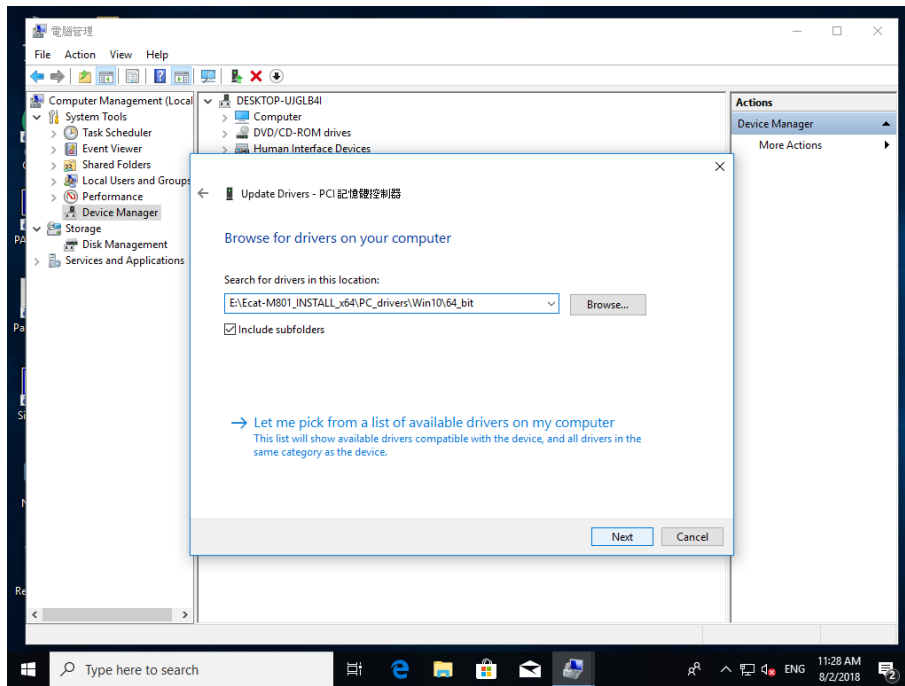 電腦管理
File Action View Help
Computer Management (Local
System Tools
Task Scheduler
Event Viewer
Shared Folders
Local Users and Groups
Performance
Device Manager
Storage
Disk Management
Services and Applications
DESKTOP-UJGLB4I
Computer
DVD/CD-ROM drives
Human Interface Devices
Actions
Device Manager
More Actions
Update Drivers - PCI 記憶體控制器
Browse for drivers on your computer
Search for drivers in this location:
E:\Ecat-M801_INSTALL_x64\PC_drivers\Win10\64_bit
Browse...
Include subfolders
Let me pick from a list of available drivers on my computer
This list will show available drivers compatible with the device, and all drivers in the
same category as the device.
Next Cancel
PA
Pa
Si
N
Re
Type here to search
ENG
11:28 AM
8/2/2018
2